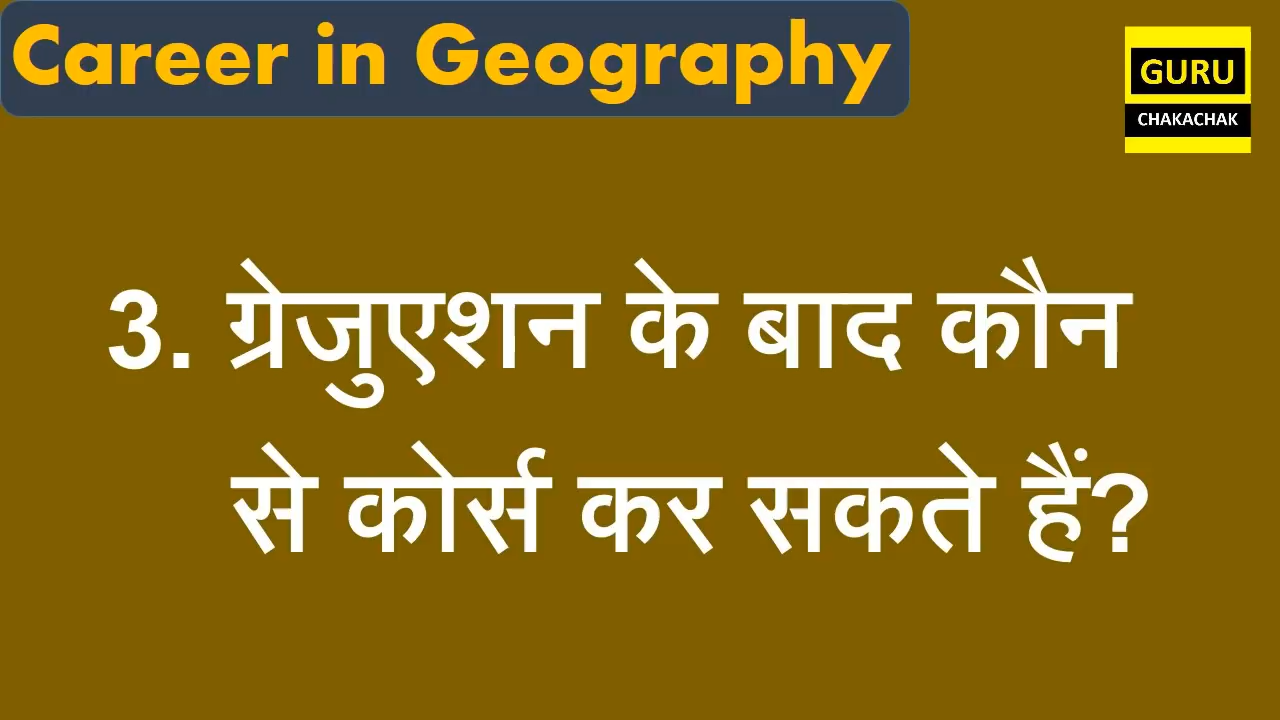 Career in Geography
GURU
CHAKACHAK
3. ग्रेजुएशन के बाद कौन
से कोर्स कर सकते हैं?